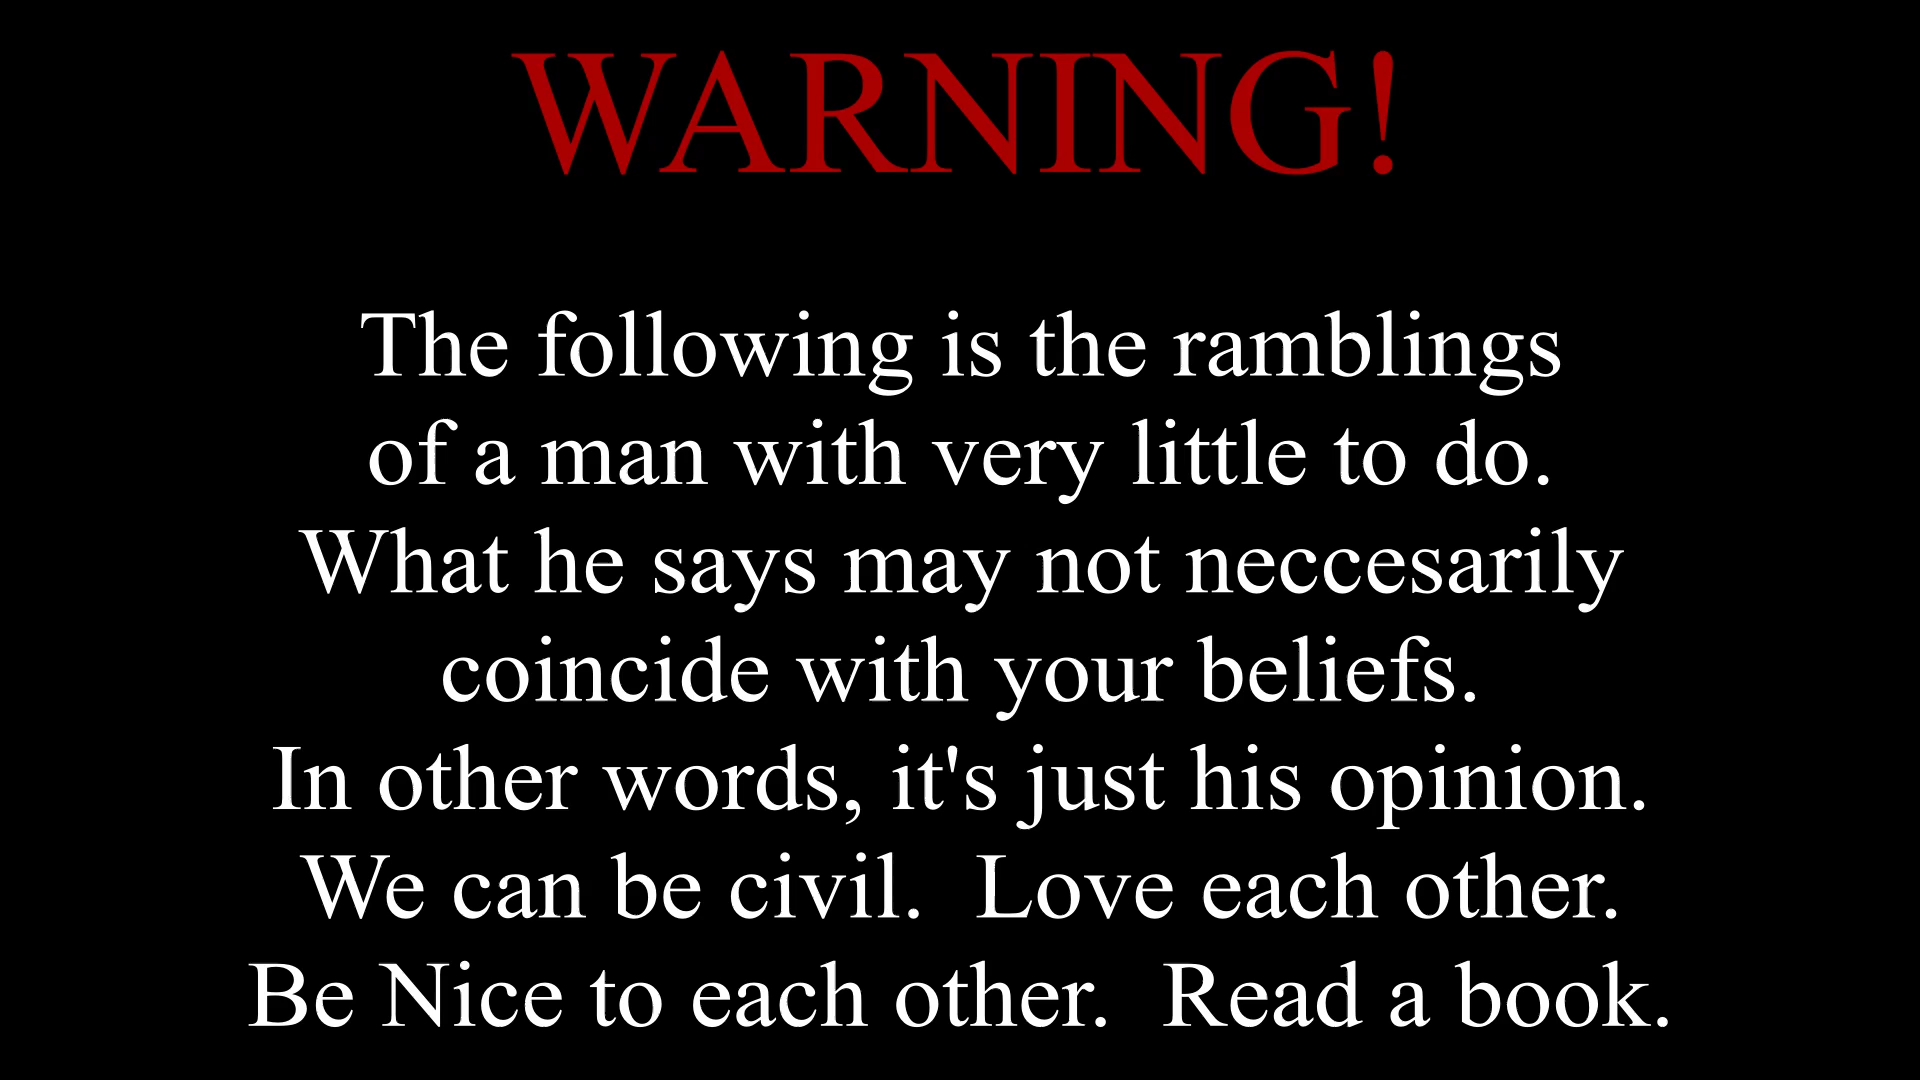 WARNING!
The following is the ramblings
of a man with very little to do.
What he says may not neccesarily
coincide with your beliefs.
In other words, it's just his opinion.
We can be civil.  Love each other.
Be Nice to each other.  Read a book.